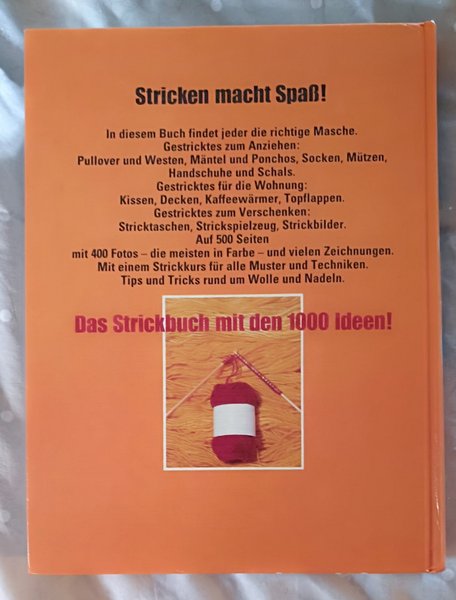 Stricken macht Spaß!
In diesem Buch findet jeder die richtige Masche.
Gestricktes zum Anziehen:
Pullover und Westen, Mäntel und Ponchos, Socken, Mützen,
Handschuhe und Schals.
Gestricktes für die Wohnung:
Kissen, Decken, Kaffeewärmer, Topflappen.
Gestricktes zum Verschenken:
Stricktaschen, Strickspielzeug, Strickbilder.
Auf 500 Seiten
mit 400 Fotos – die meisten in Farbe – und vielen Zeichnungen.
Mit einem Strickkurs für alle Muster und Techniken.
Tips und Tricks rund um Wolle und Nadeln.
Das Strickbuch mit den 1000 Ideen!